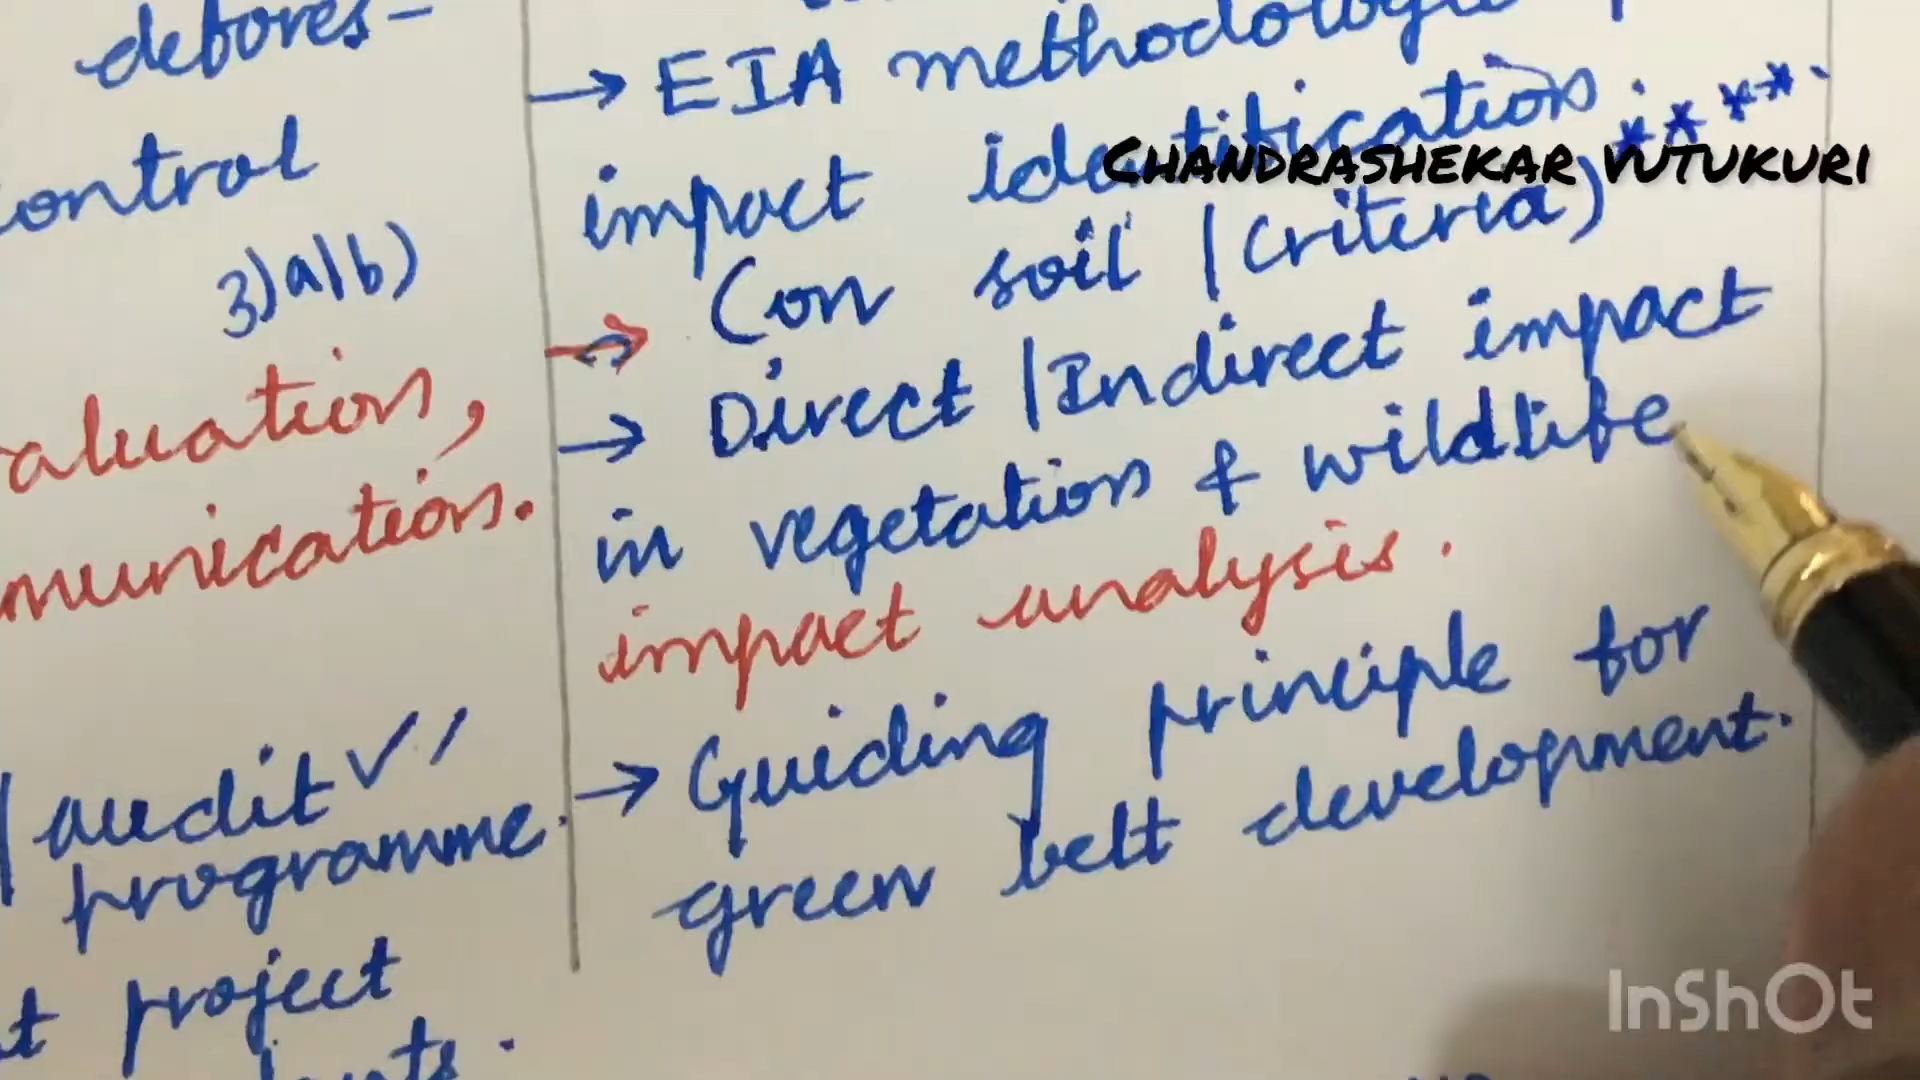 defores-
control
3)a/b)
aluation,
munication.
audit ✓
programme.
t project
→ EIA methodologie
impact identification. ****
(on soil / criteria)
→ Direct / Indirect impact
in vegetation & wildlife
impact analysis.
→ Guiding principle for
green belt development.
CHANDRASHEKAR VUTUKURI
InShOt